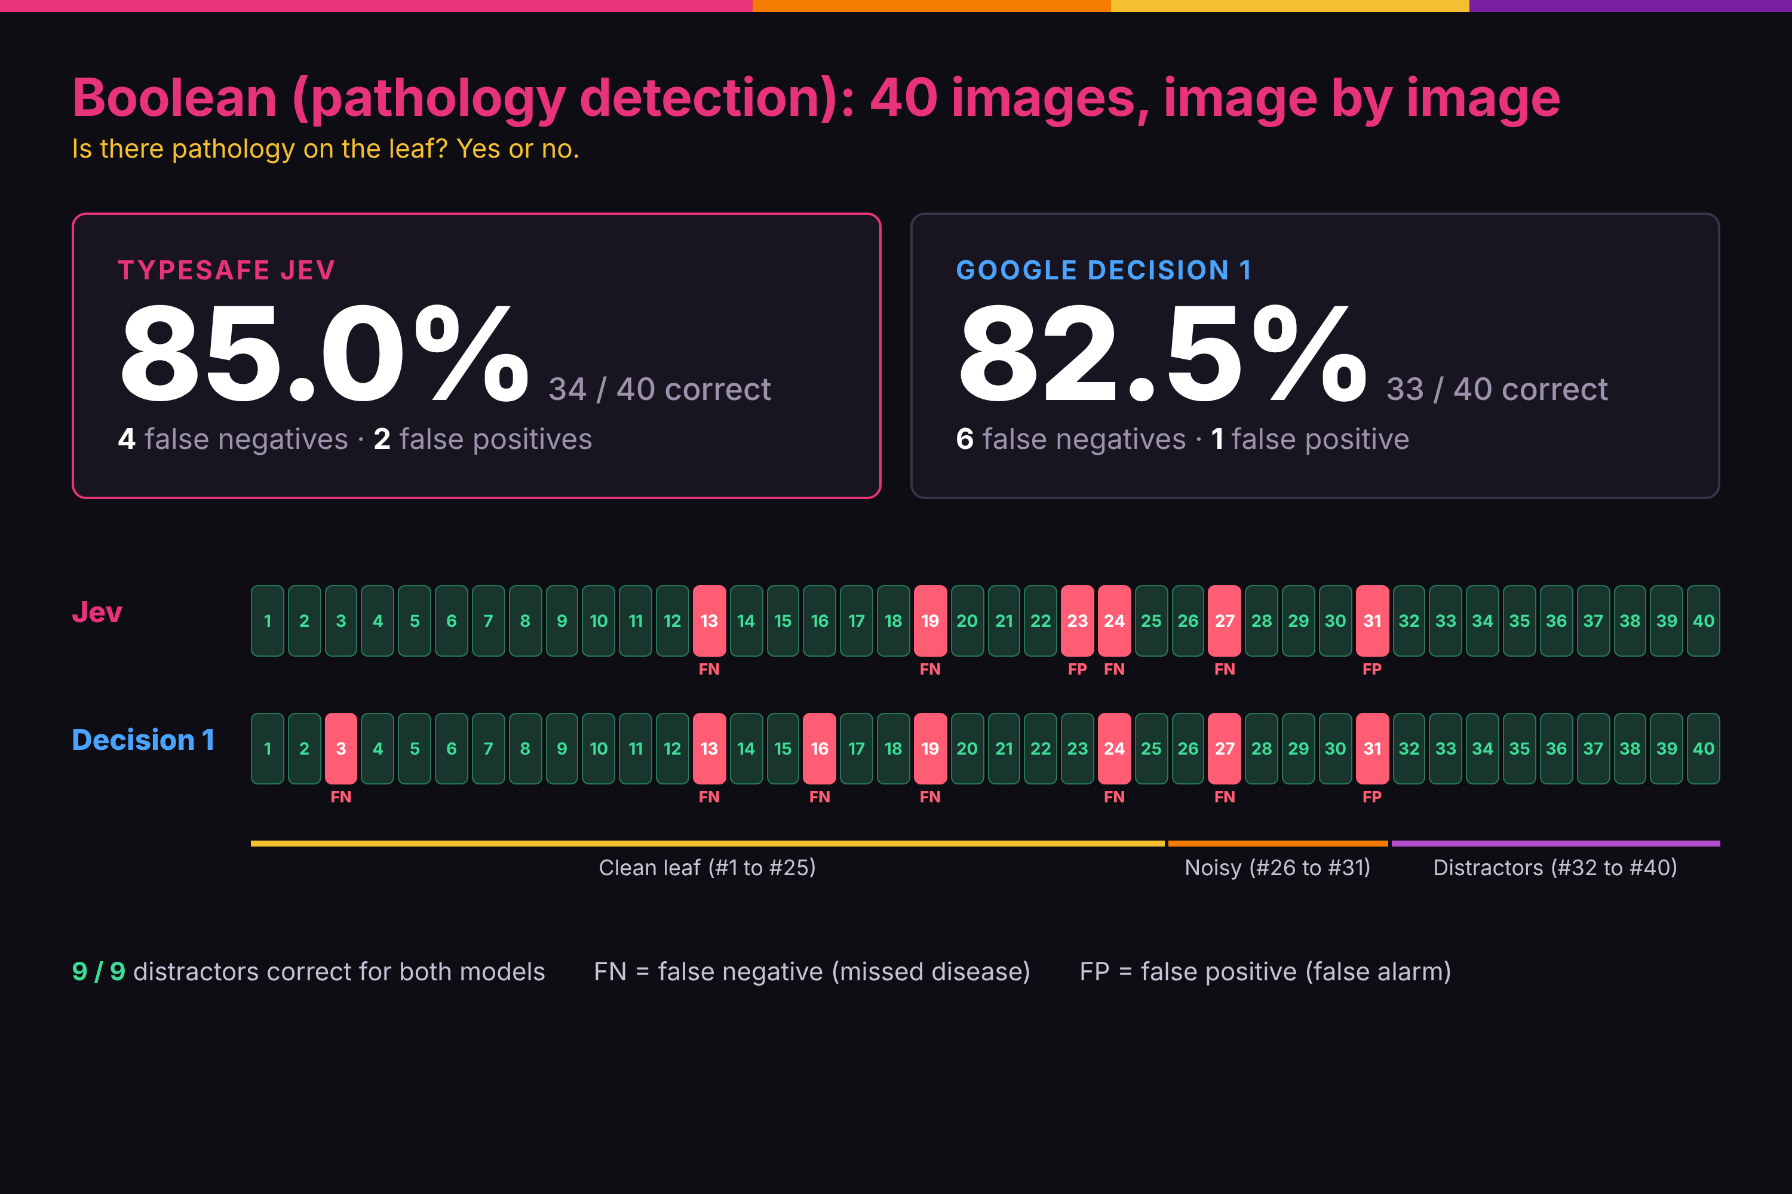 Boolean (pathology detection): 40 images, image by image
Is there pathology on the leaf? Yes or no.
TYPESAFE JEV
85.0% 34 / 40 correct
4 false negatives · 2 false positives
GOOGLE DECISION 1
82.5% 33 / 40 correct
6 false negatives · 1 false positive
Jev
1 2 3 4 5 6 7 8 9 10 11 12 13 14 15 16 17 18 19 20 21 22 23 24 25 26 27 28 29 30 31 32 33 34 35 36 37 38 39 40
FN FN FP FN FN FP
Decision 1
1 2 3 4 5 6 7 8 9 10 11 12 13 14 15 16 17 18 19 20 21 22 23 24 25 26 27 28 29 30 31 32 33 34 35 36 37 38 39 40
FN FN FN FN FN FN FP
Clean leaf (#1 to #25) Noisy (#26 to #31) Distractors (#32 to #40)
9 / 9 distractors correct for both models FN = false negative (missed disease) FP = false positive (false alarm)